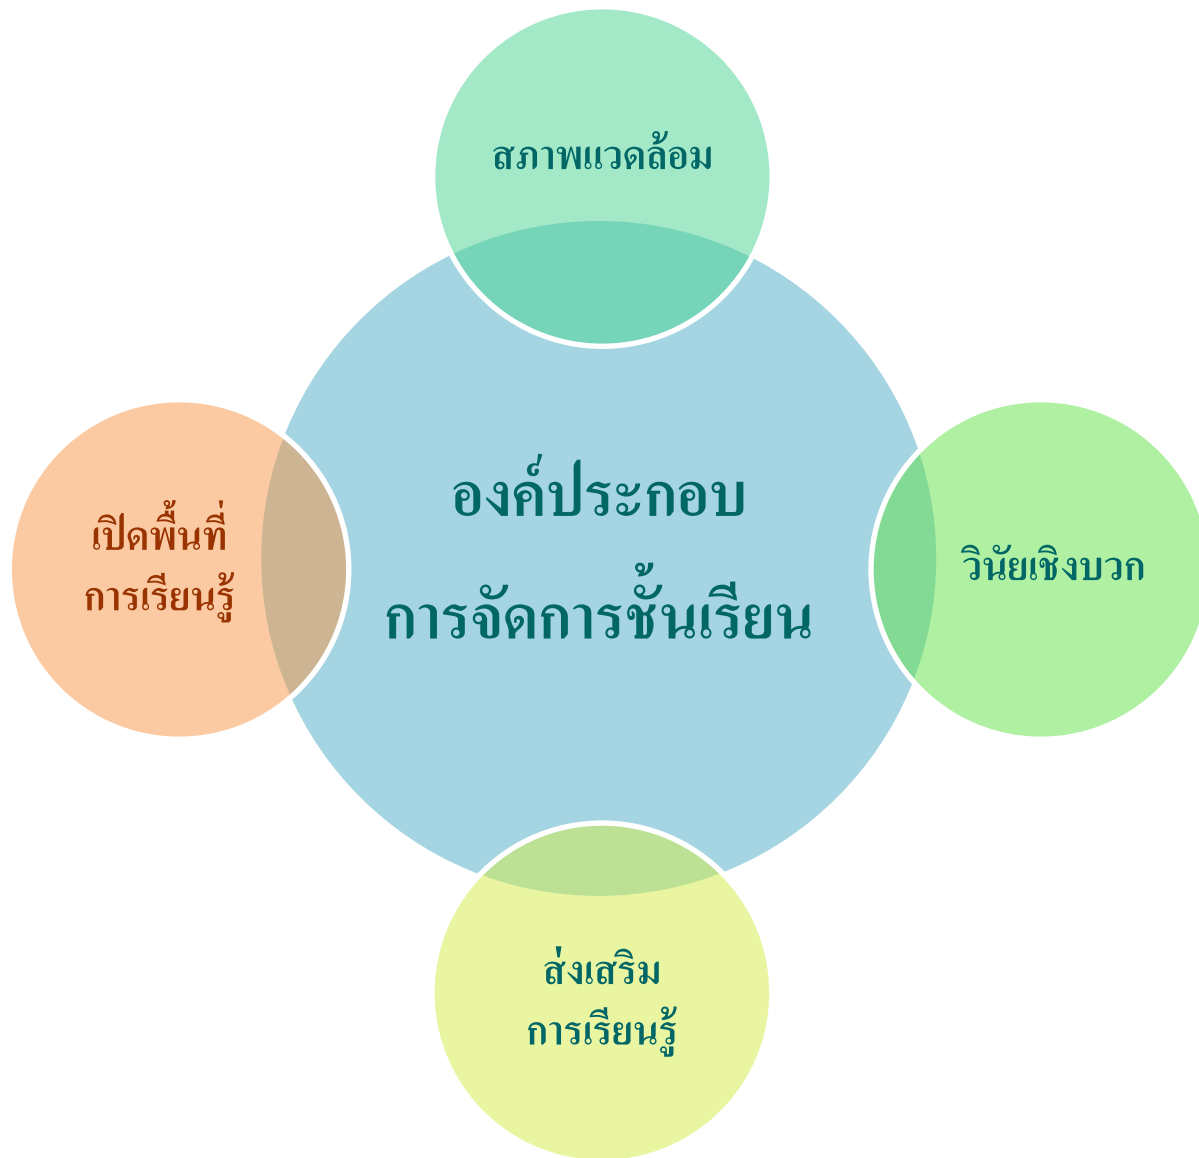 สภาพแวดล้อม
องค์ประกอบ
การจัดการชั้นเรียน
เปิดพื้นที่
การเรียนรู้
วินัยเชิงบวก
ส่งเสริม
การเรียนรู้